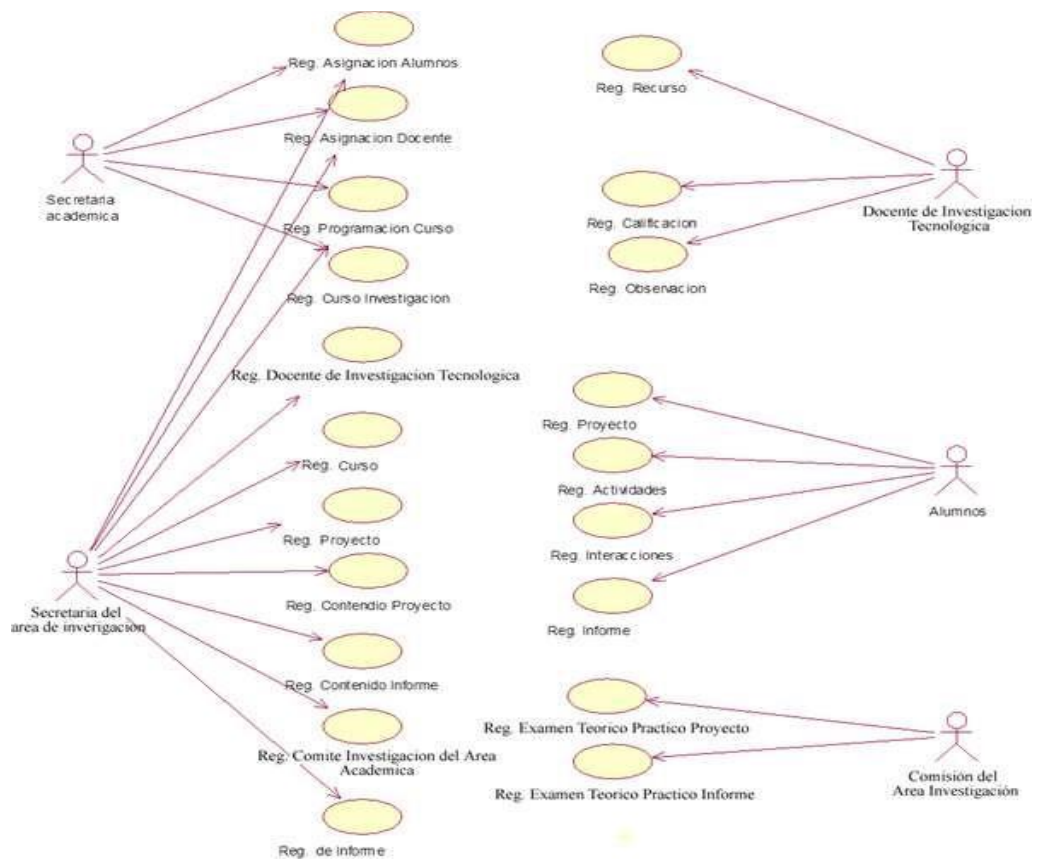 Reg. Asignacion Alumnos
Reg. Asignacion Docente
Secretaria
academica
Reg. Programacion Curso
Reg. Curso Investigacion
Reg. Docente de Investigacion Tecnologica
Reg. Curso
Reg. Proyecto
Reg. Contendio Proyecto
Secretaria del
area de inverigación
Reg. Contenido Informe
Reg. Comite Investigacion del Area
Academica
Reg. de Informe
Reg. Recurso
Reg. Calificacion
Docente de Investigacion
Tecnologica
Reg. Observacion
Reg. Proyecto
Reg. Actividades
Alumnos
Reg. Interacciones
Reg. Informe
Reg. Examen Teorico Practico Proyecto
Reg. Examen Teorico Practico Informe
Comisión del
Area Investigación